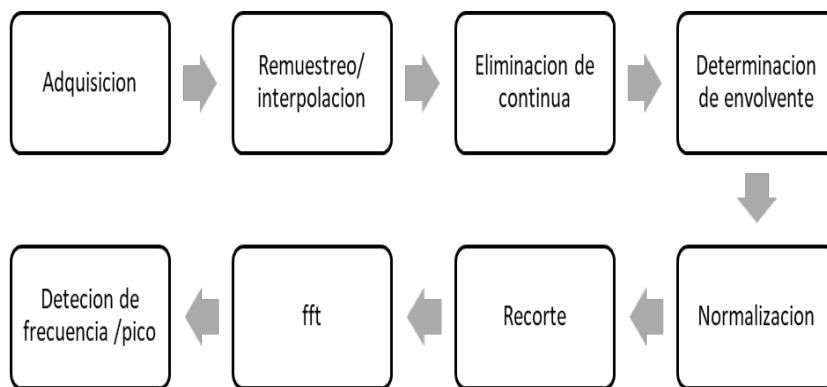 Adquisicion
Remuestreo/
interpolacion
Eliminacion de
continua
Determinacion
de envolvente
Normalizacion
Recorte
fft
Detecion de
frecuencia /pico